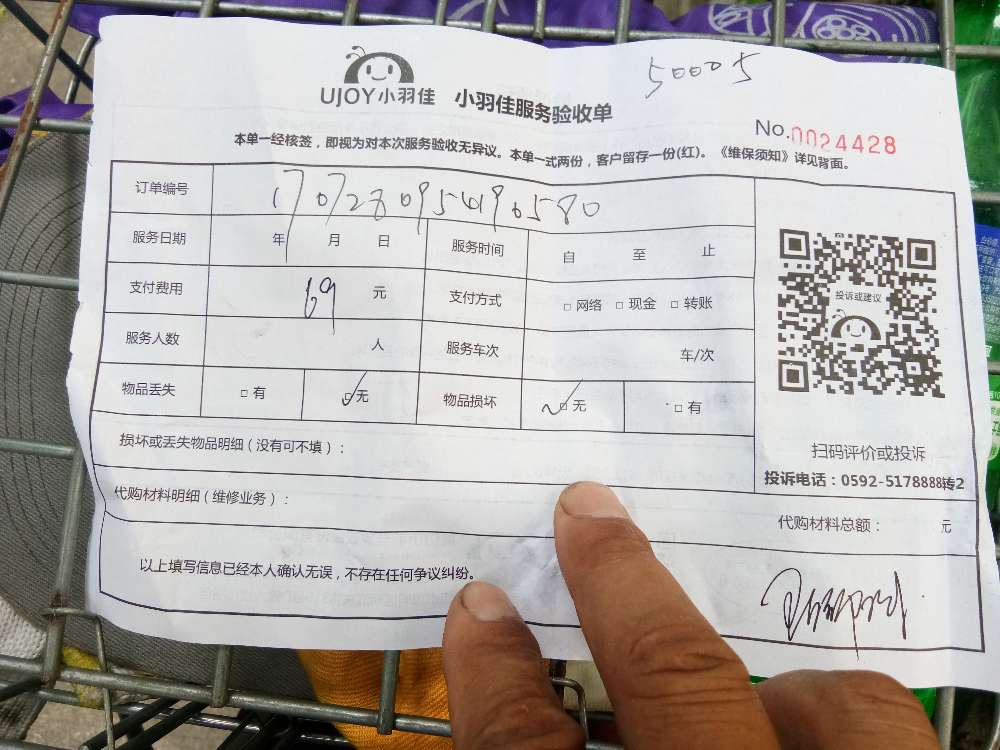 50005
UJOY小羽佳 小羽佳服务验收单
No.0024428
本单一经核签，即视为对本次服务验收无异议。本单一式两份，客户留存一份(红)。《维保须知》详见背面。
订单编号 170728095496580
服务日期 年 月 日 服务时间 自 至 止
支付费用 69 元 支付方式 □ 网络 □ 现金 □ 转账
投诉或建议
服务人数 人 服务车次 车/次
物品丢失 □ 有 ☑无 物品损坏 ☑无 □ 有
损坏或丢失物品明细（没有可不填）：
扫码评价或投诉
投诉电话：0592-5178888转2
代购材料明细（维修业务）：
代购材料总额： 元
以上填写信息已经本人确认无误，不存在任何争议纠纷。